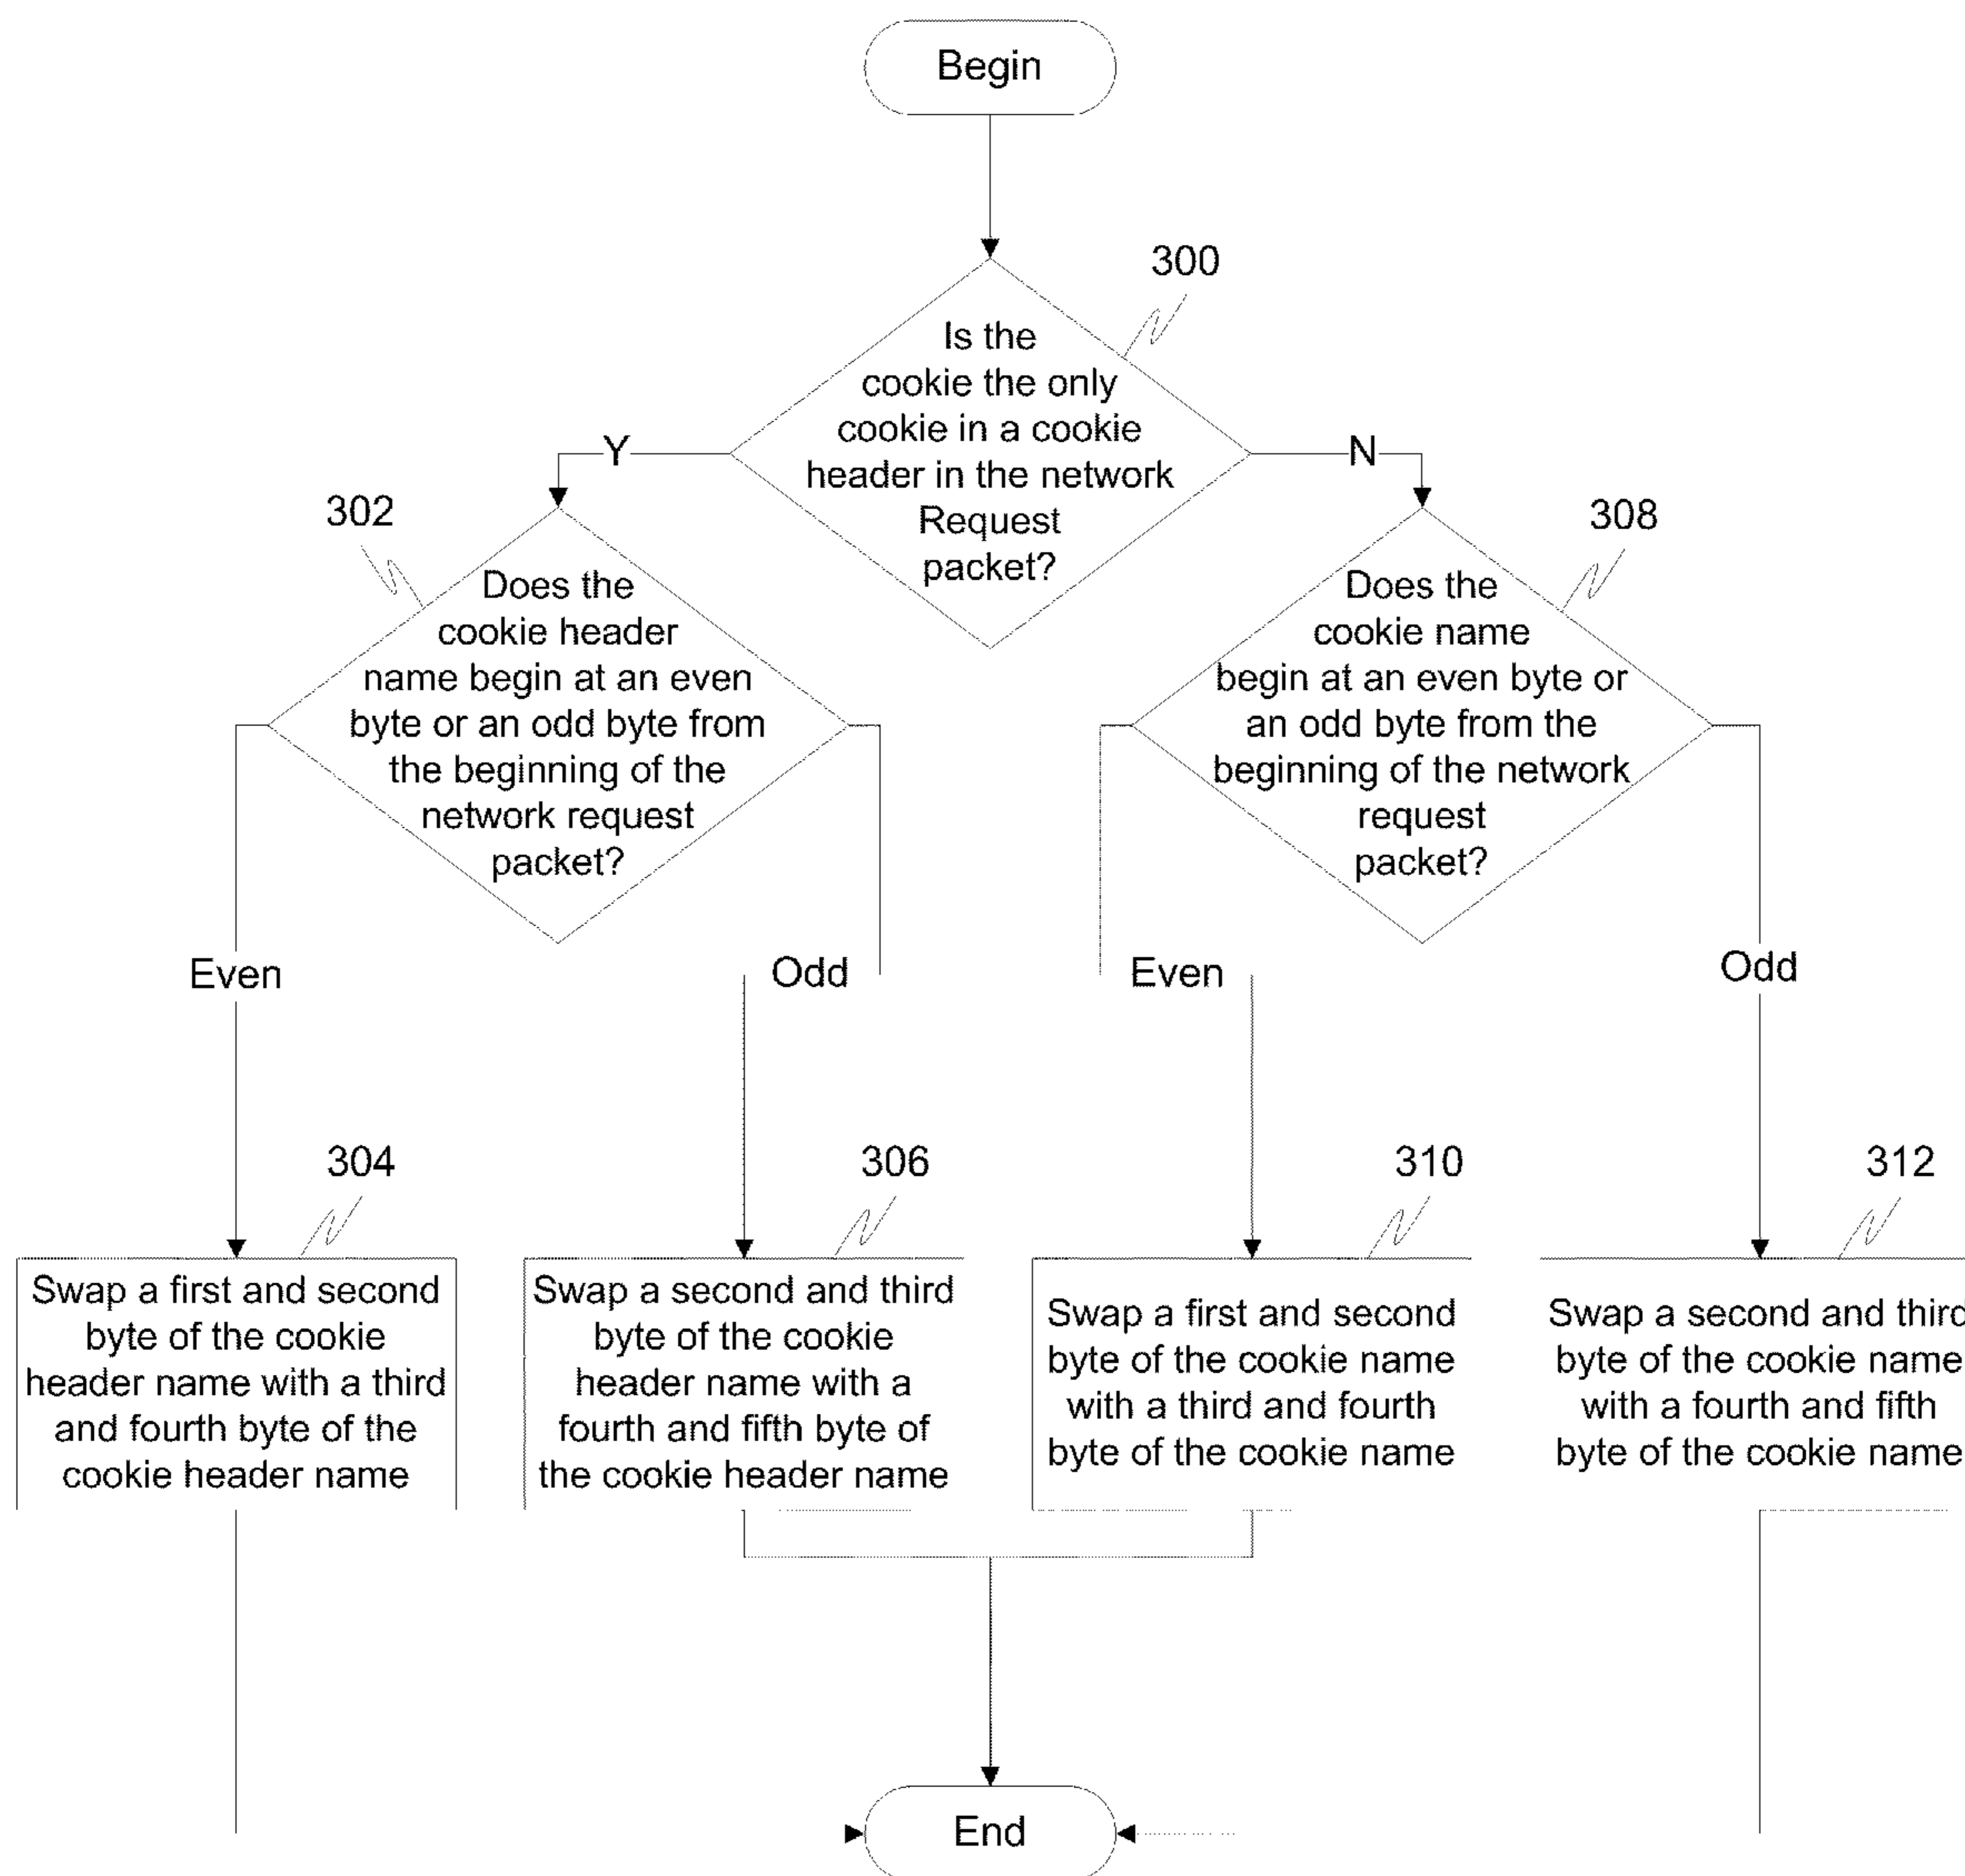 Begin
300
Is the
cookie the only
cookie in a cookie
header in the network
Request
packet?
Y
N
302
Does the
cookie header
name begin at an even
byte or an odd byte from
the beginning of the
network request
packet?
308
Does the
cookie name
begin at an even byte or
an odd byte from the
beginning of the network
request
packet?
Even
Odd
Even
Odd
304
Swap a first and second
byte of the cookie
header name with a third
and fourth byte of the
cookie header name
306
Swap a second and third
byte of the cookie
header name with a
fourth and fifth byte of
the cookie header name
310
Swap a first and second
byte of the cookie name
with a third and fourth
byte of the cookie name
312
Swap a second and third
byte of the cookie name
with a fourth and fifth
byte of the cookie name
End